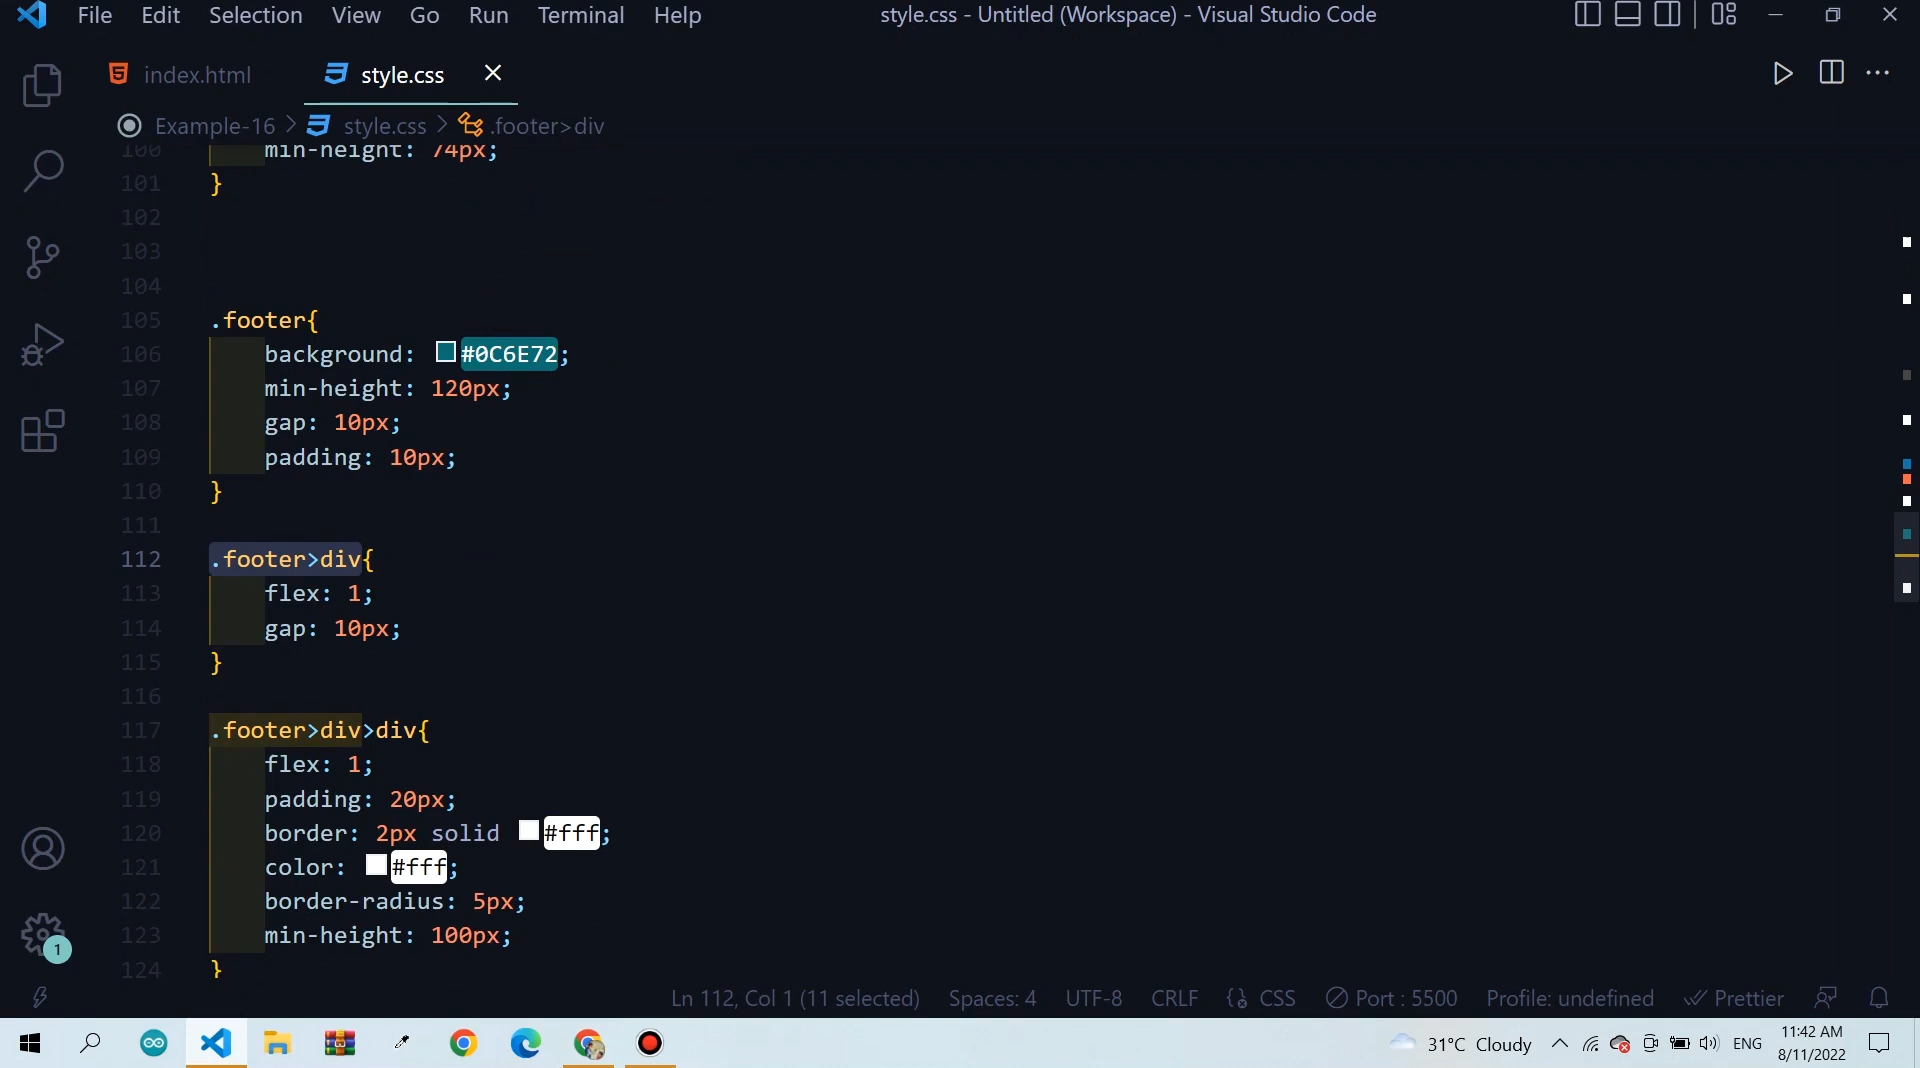 File Edit Selection View Go Run Terminal Help style.css - Untitled (Workspace) - Visual Studio Code
index.html style.css
Example-16 > style.css > .footer>div
100 min-height: 74px;
101 }
102
103
104
105 .footer{
106 background: #0C6E72;
107 min-height: 120px;
108 gap: 10px;
109 padding: 10px;
110 }
111
112 .footer>div{
113 flex: 1;
114 gap: 10px;
115 }
116
117 .footer>div>div{
118 flex: 1;
119 padding: 20px;
120 border: 2px solid #fff;
121 color: #fff;
122 border-radius: 5px;
123 min-height: 100px;
124 }
1
Ln 112, Col 1 (11 selected) Spaces: 4 UTF-8 CRLF CSS Port : 5500 Profile: undefined Prettier
31°C Cloudy ENG 11:42 AM
8/11/2022